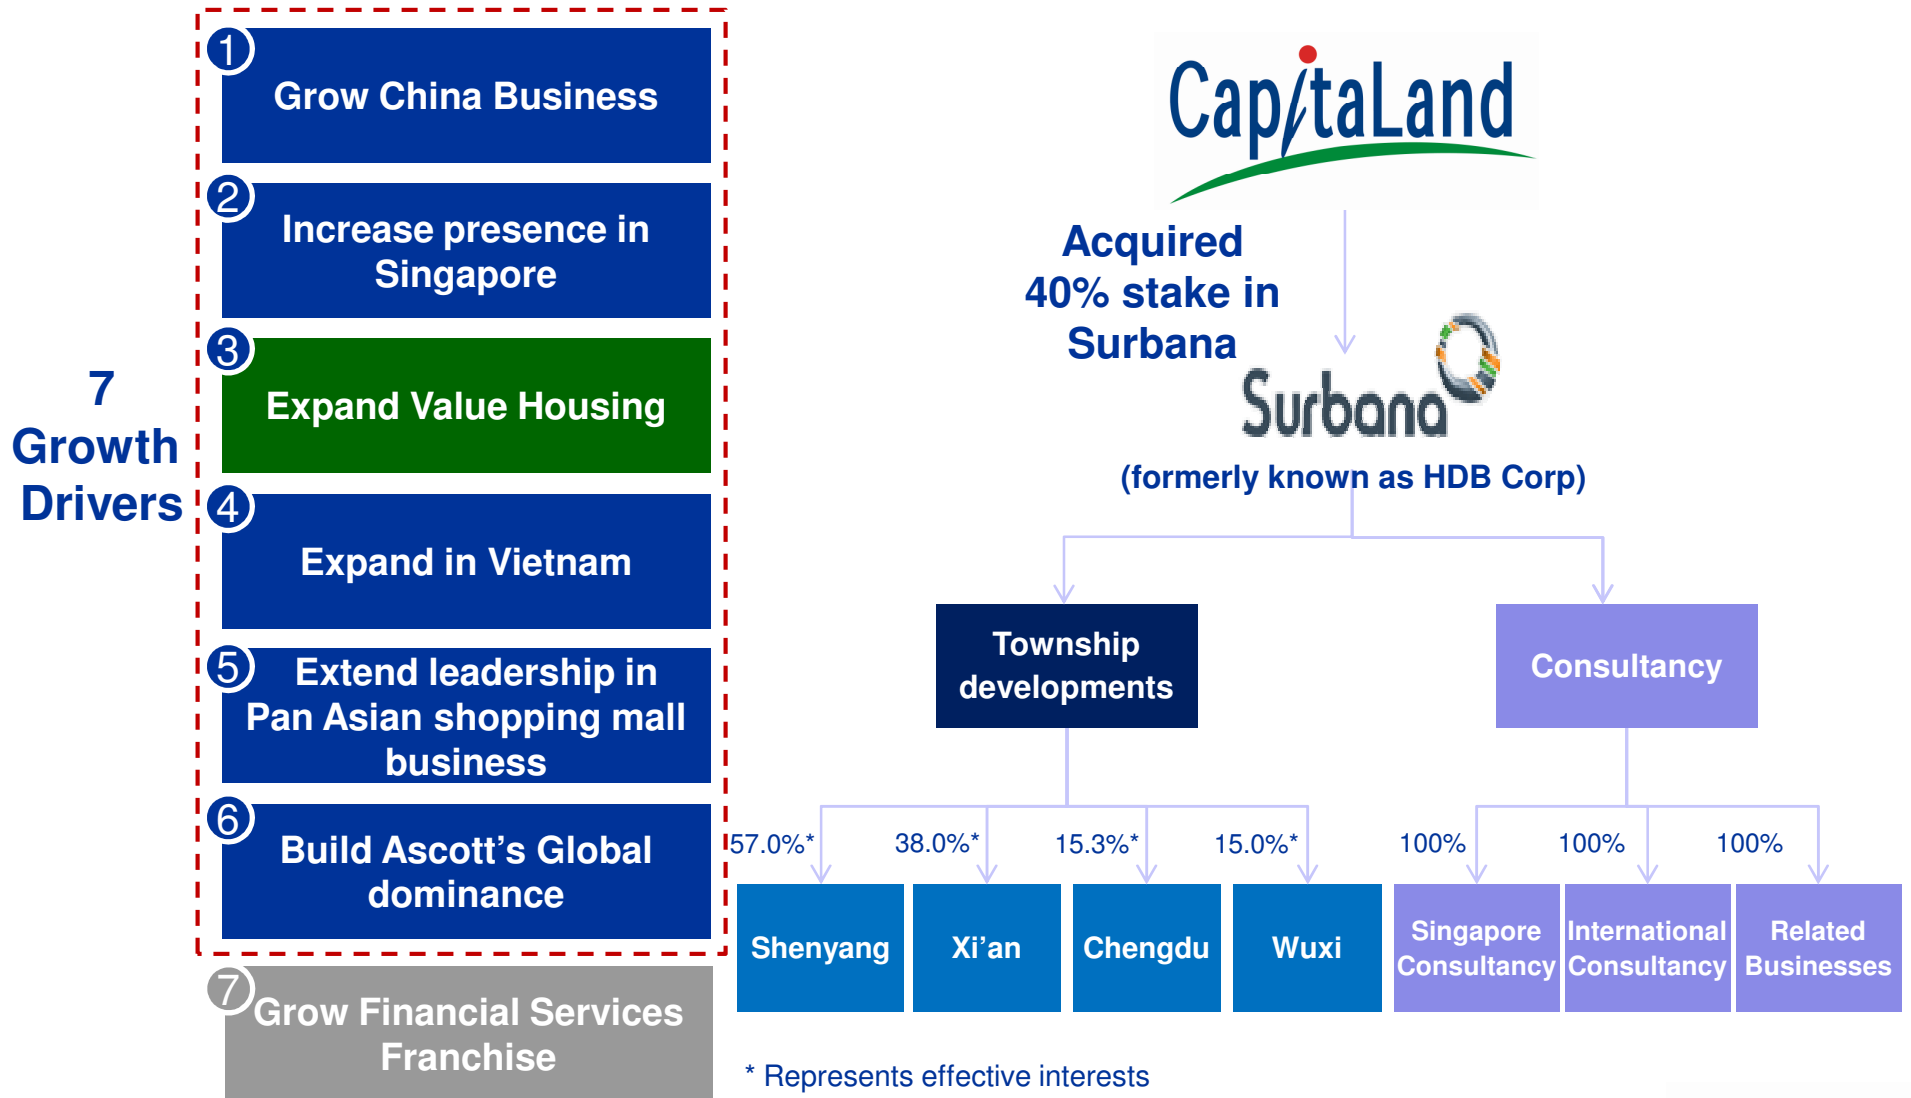 7
Growth
Drivers
1
Grow China Business
2
Increase presence in
Singapore
3
Expand Value Housing
4
Expand in Vietnam
5
Extend leadership in
Pan Asian shopping mall
business
6
Build Ascott’s Global
dominance
7
Grow Financial Services
Franchise
CapitaLand
Acquired
40% stake in
Surbana
Surbana
(formerly known as HDB Corp)
Township
developments
Consultancy
57.0%*
38.0%*
15.3%*
15.0%*
100%
100%
100%
Shenyang
Xi’an
Chengdu
Wuxi
Singapore
Consultancy
International
Consultancy
Related
Businesses
* Represents effective interests